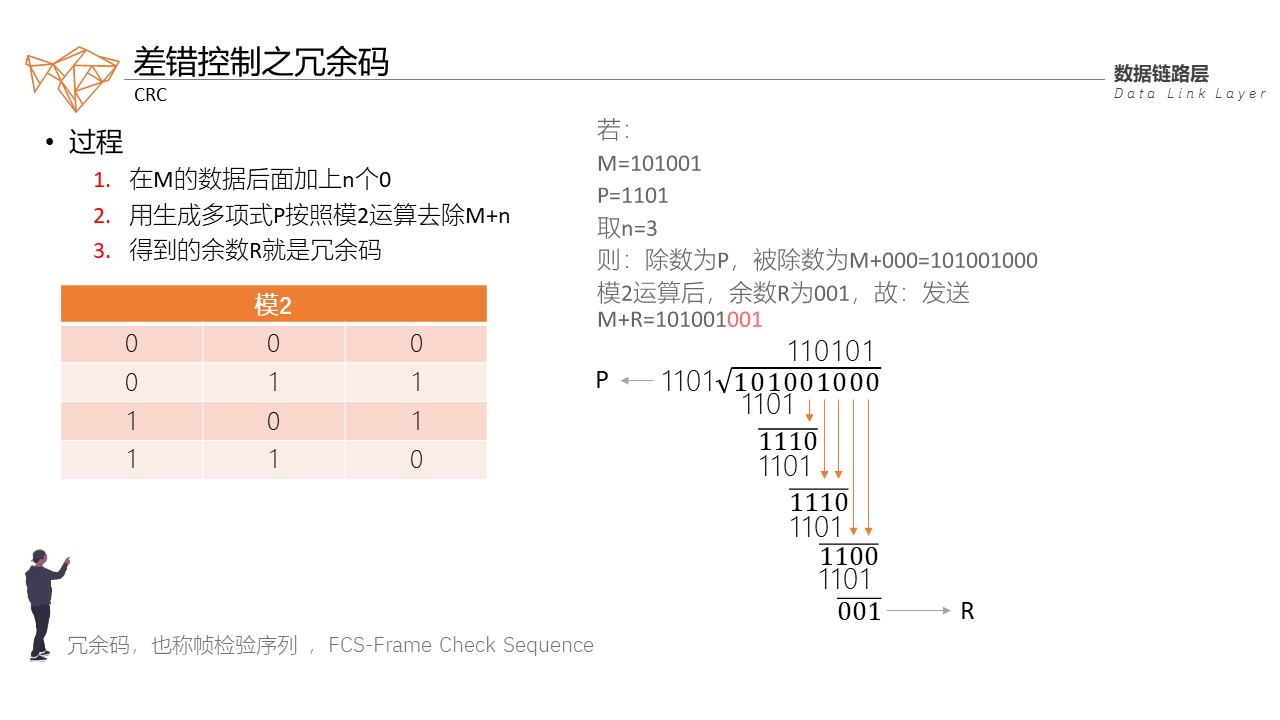 差错控制之冗余码
CRC
数据链路层
Data Link Layer
• 过程
1. 在M的数据后面加上n个0
2. 用生成多项式P按照模2运算去除M+n
3. 得到的余数R就是冗余码
模2
0 0 0
0 1 1
1 0 1
1 1 0
若：
M=101001
P=1101
取n=3
则：除数为P，被除数为M+000=101001000
模2运算后，余数R为001，故：发送
M+R=101001001
110101
P 1101√101001000
1101
1110
1101
1110
1101
1100
1101
001 R
冗余码，也称帧检验序列 ，FCS-Frame Check Sequence